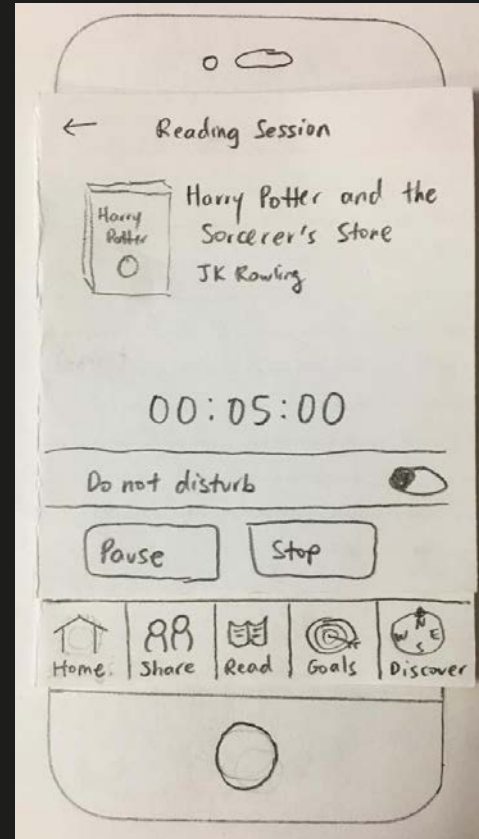 Reading Session
Harry Potter and the
Sorcerer's Stone
JK Rowling
Harry
Potter
00:05:00
Do not disturb
Pause
Stop
N
W E
S
Home
Share
Read
Goals
Discover